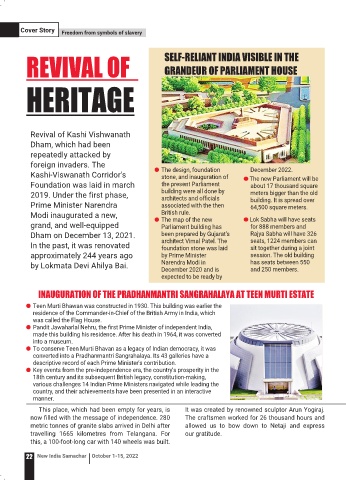 Cover Story
Freedom from symbols of slavery
REVIVAL OF
HERITAGE
Revival of Kashi Vishwanath
Dham, which had been
repeatedly attacked by
foreign invaders. The
Kashi-Viswanath Corridor's
Foundation was laid in march
2019. Under the first phase,
Prime Minister Narendra
Modi inaugurated a new,
grand, and well-equipped
Dham on December 13, 2021.
In the past, it was renovated
approximately 244 years ago
by Lokmata Devi Ahilya Bai.
SELF-RELIANT INDIA VISIBLE IN THE
GRANDEUR OF PARLIAMENT HOUSE
● The design, foundation
stone, and inauguration of
the present Parliament
building were all done by
architects and officials
associated with the then
British rule.
● The map of the new
Parliament building has
been prepared by Gujarat's
architect Vimal Patel. The
foundation stone was laid
by Prime Minister
Narendra Modi in
December 2020 and is
expected to be ready by
December 2022.
● The new Parliament will be
about 17 thousand square
meters bigger than the old
building. It is spread over
64,500 square meters.
● Lok Sabha will have seats
for 888 members and
Rajya Sabha will have 326
seats, 1224 members can
sit together during a joint
session. The old building
has seats between 550
and 250 members.
INAUGURATION OF THE PRADHANMANTRI SANGRAHALAYA AT TEEN MURTI ESTATE
● Teen Murti Bhawan was constructed in 1930. This building was earlier the
residence of the Commander-in-Chief of the British Army in India, which
was called the Flag House.
● Pandit Jawaharlal Nehru, the first Prime Minister of independent India,
made this building his residence. After his death in 1964, it was converted
into a museum.
● To conserve Teen Murti Bhavan as a legacy of Indian democracy, it was
converted into a Pradhanmantri Sangrahalaya. Its 43 galleries have a
descriptive record of each Prime Minister's contribution.
● Key events from the pre-independence era, the country's prosperity in the
18th century and its subsequent British legacy, constitution-making,
various challenges 14 Indian Prime Ministers navigated while leading the
country, and their achievements have been presented in an interactive
manner.
This place, which had been empty for years, is
now filled with the message of independence. 280
metric tonnes of granite slabs arrived in Delhi after
travelling 1665 kilometres from Telangana. For
this, a 100-foot-long car with 140 wheels was built.
It was created by renowned sculptor Arun Yogiraj.
The craftsmen worked for 26 thousand hours and
allowed us to bow down to Netaji and express
our gratitude.
22 New India Samachar October 1-15, 2022